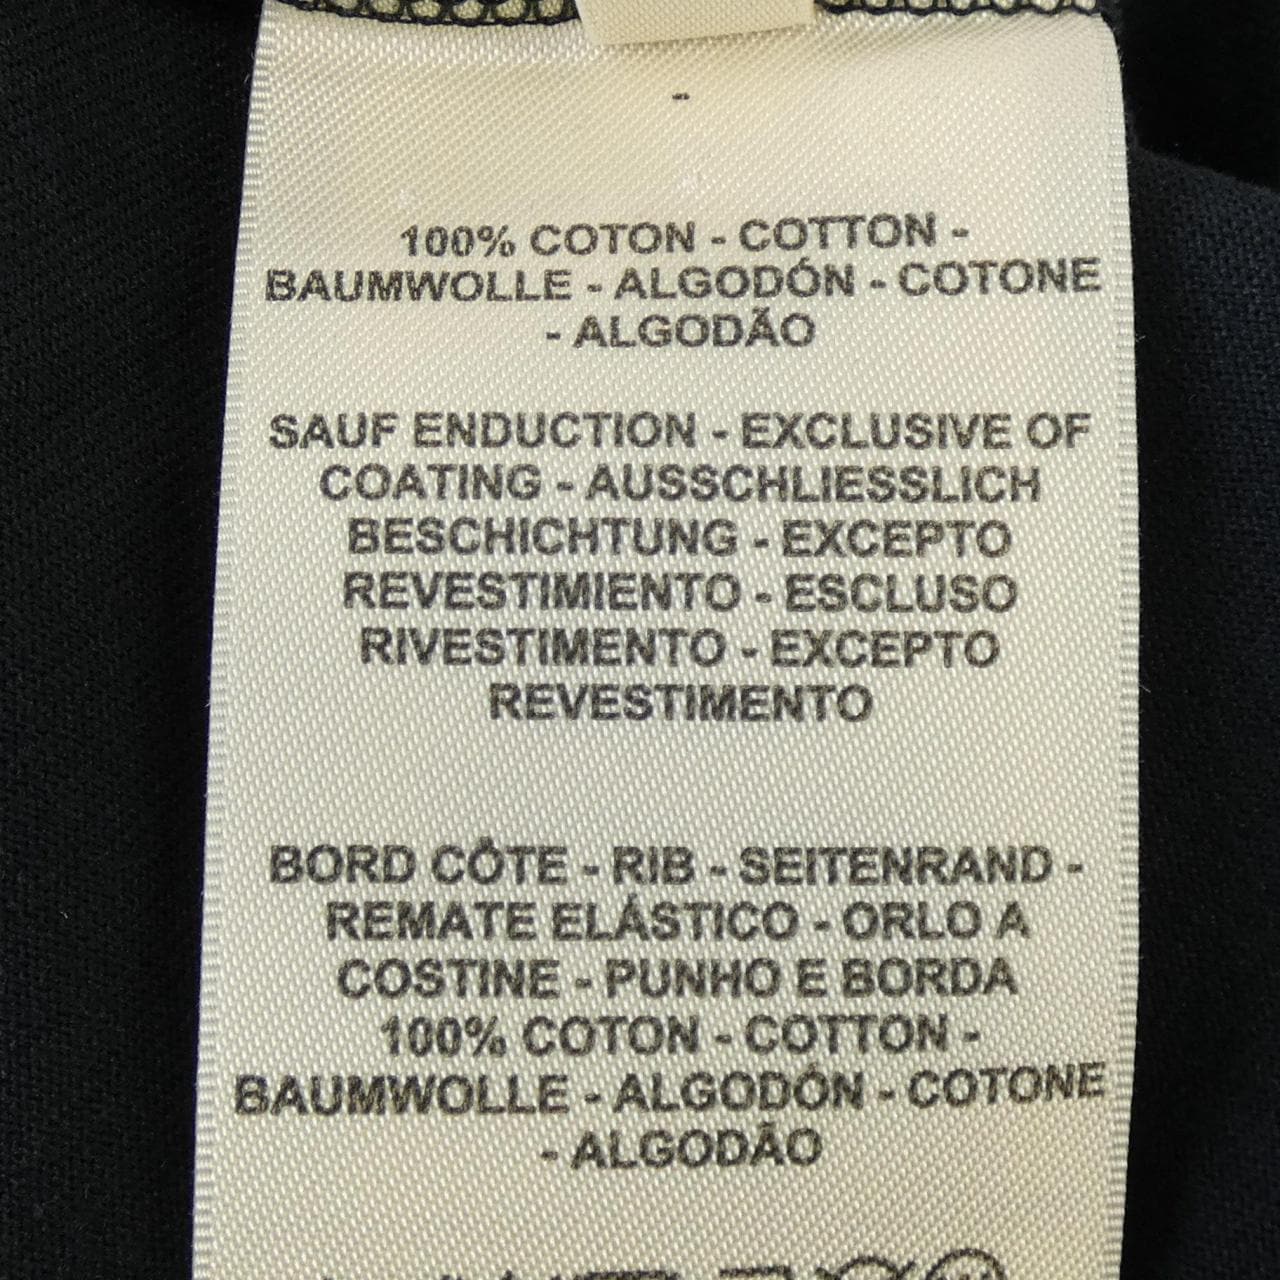 -
100% COTON - COTTON -
BAUMWOLLE - ALGODÓN - COTONE
- ALGODÃO
SAUF ENDUCTION - EXCLUSIVE OF
COATING - AUSSCHLIESSLICH
BESCHICHTUNG - EXCEPTO
REVESTIMIENTO - ESCLUSO
RIVESTIMENTO - EXCEPTO
REVESTIMENTO
BORD CÔTE - RIB - SEITENRAND -
REMATE ELÁSTICO - ORLO A
COSTINE - PUNHO E BORDA
100% COTON - COTTON -
BAUMWOLLE - ALGODÓN - COTONE
- ALGODÃO